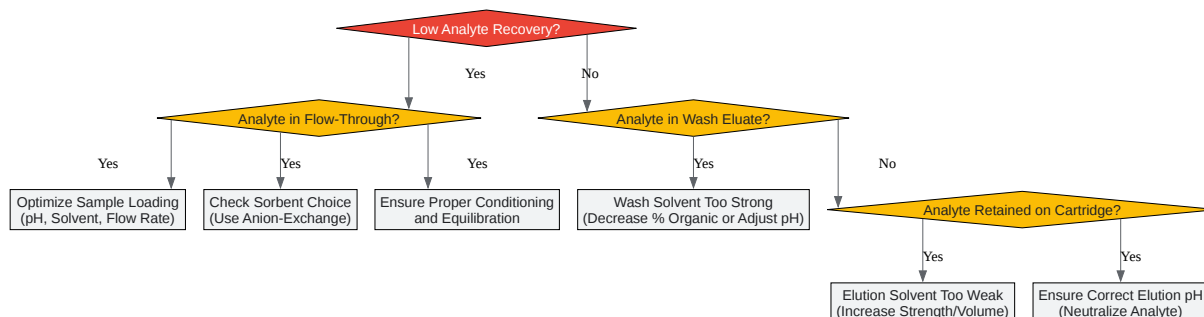 Low Analyte Recovery?
Yes
No
Analyte in Flow-Through?
Analyte in Wash Eluate?
Yes
Yes
Yes
Yes
No
Optimize Sample Loading
(pH, Solvent, Flow Rate)
Check Sorbent Choice
(Use Anion-Exchange)
Ensure Proper Conditioning
and Equilibration
Wash Solvent Too Strong
(Decrease % Organic or Adjust pH)
Analyte Retained on Cartridge?
Yes
Yes
Elution Solvent Too Weak
(Increase Strength/Volume)
Ensure Correct Elution pH
(Neutralize Analyte)